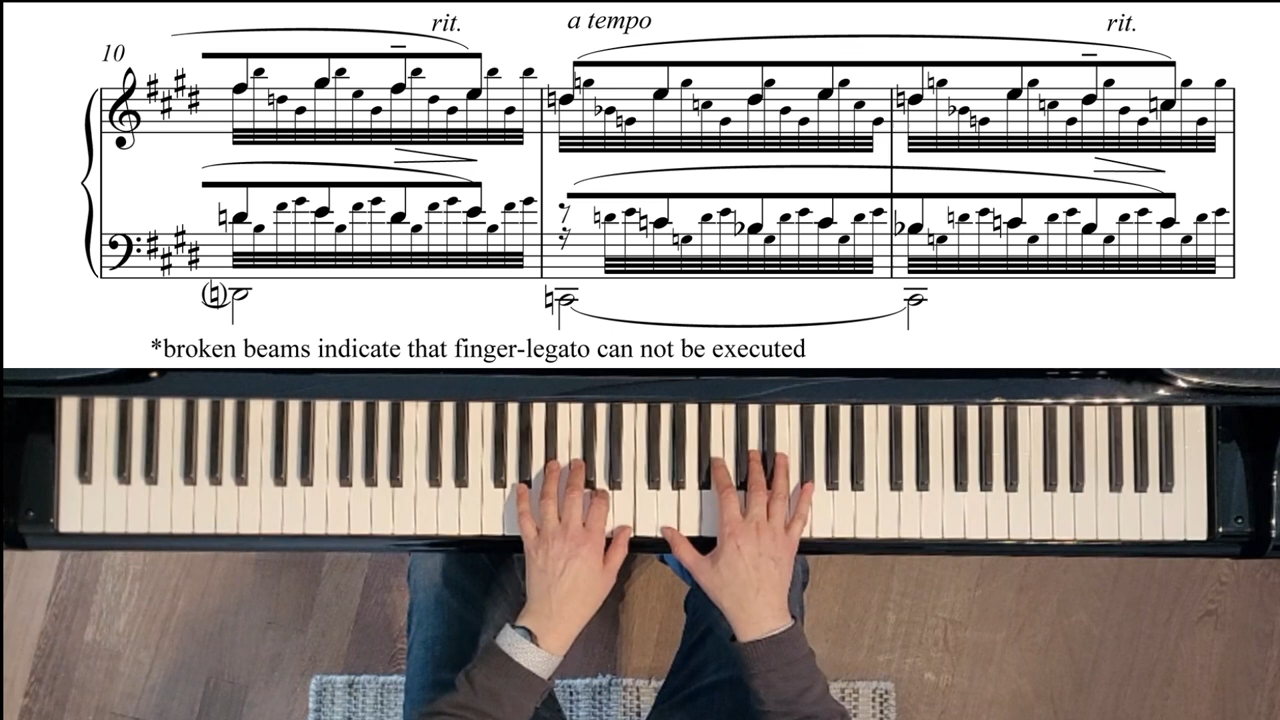 rit.
a tempo
rit.
10
*broken beams indicate that finger-legato can not be executed